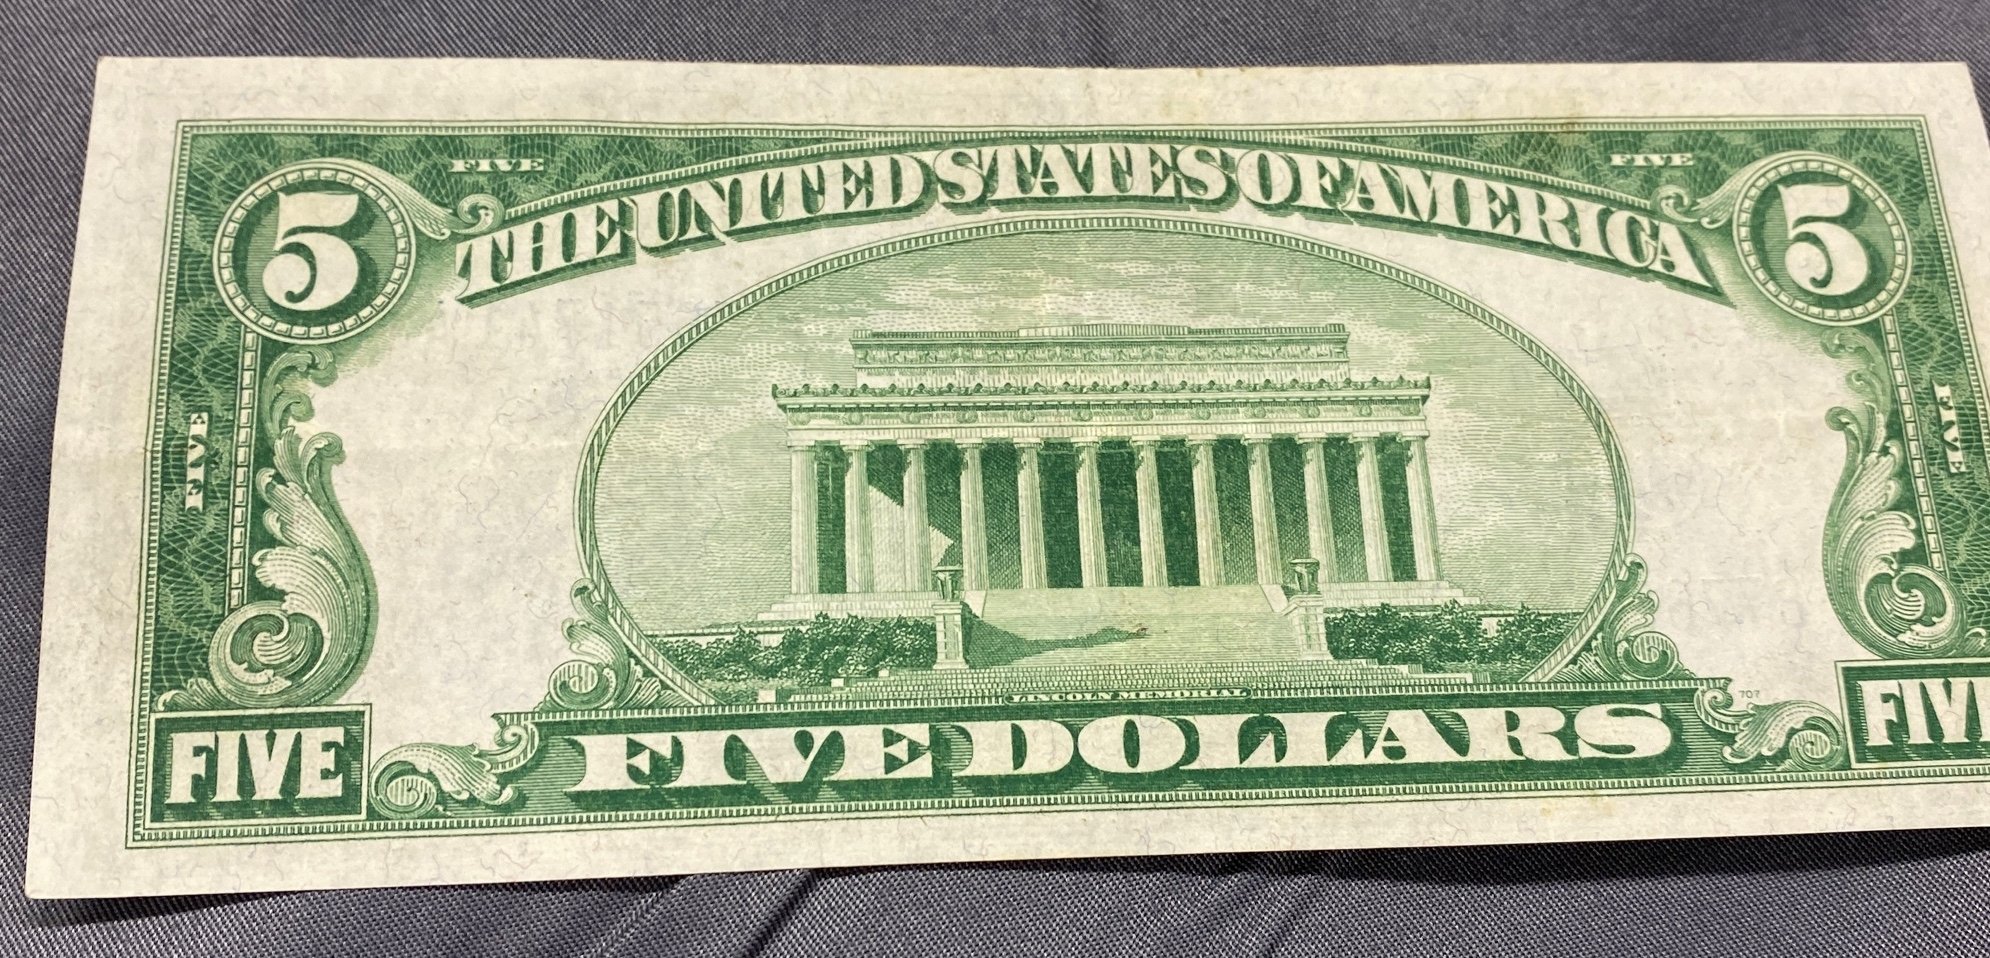 FIVE
FIVE
5
THE UNITED STATES OF AMERICA
5
FIVE
FIVE
LINCOLN MEMORIAL
707
FIVE
FIVE DOLLARS
FIVE